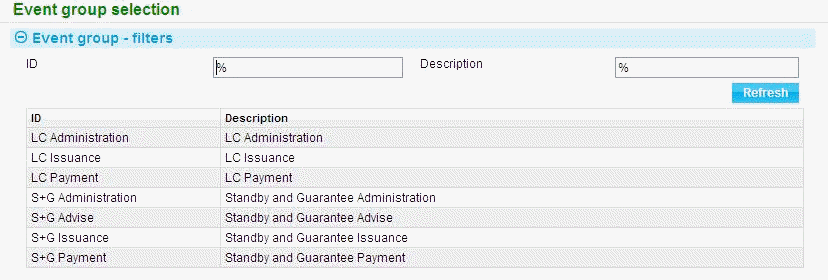 Event group selection
Event group - filters
ID % Description %
Refresh
ID Description
LC Administration LC Administration
LC Issuance LC Issuance
LC Payment LC Payment
S+G Administration Standby and Guarantee Administration
S+G Advise Standby and Guarantee Advise
S+G Issuance Standby and Guarantee Issuance
S+G Payment Standby and Guarantee Payment